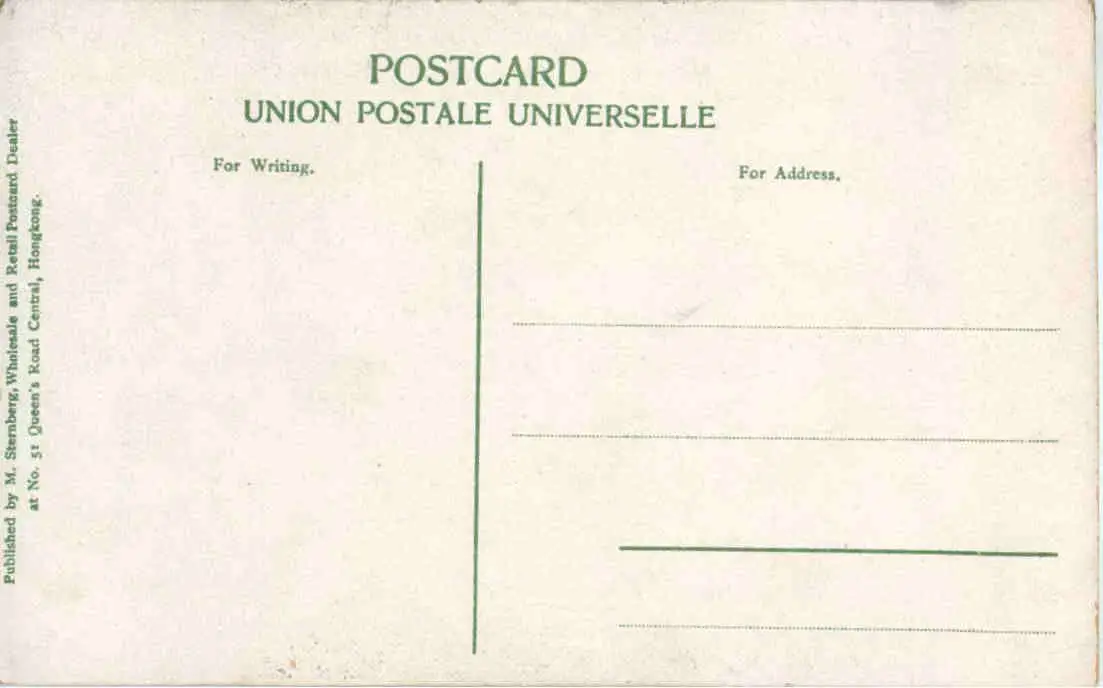 POSTCARD
UNION POSTALE UNIVERSELLE
For Writing.
For Address.
Published by M. Sternberg, Wholesale and Retail Postcard Dealer
at No. 51 Queen's Road Central, Hongkong.